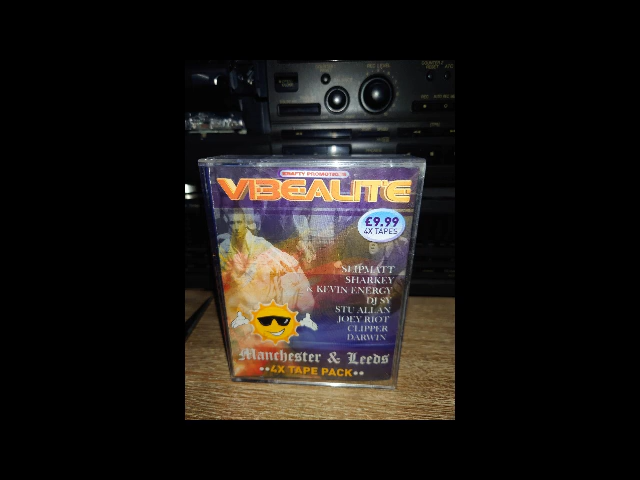 KRAFTY PROMOTIONS
VIBEALITE
£9.99
4X TAPES
SLIPMATT
SHARKEY
& KEVIN ENERGY
DJ SY
STU ALLAN
JOEY RIOT
CLIPPER
DARWIN
Manchester & Leeds
••4X TAPE PACK••